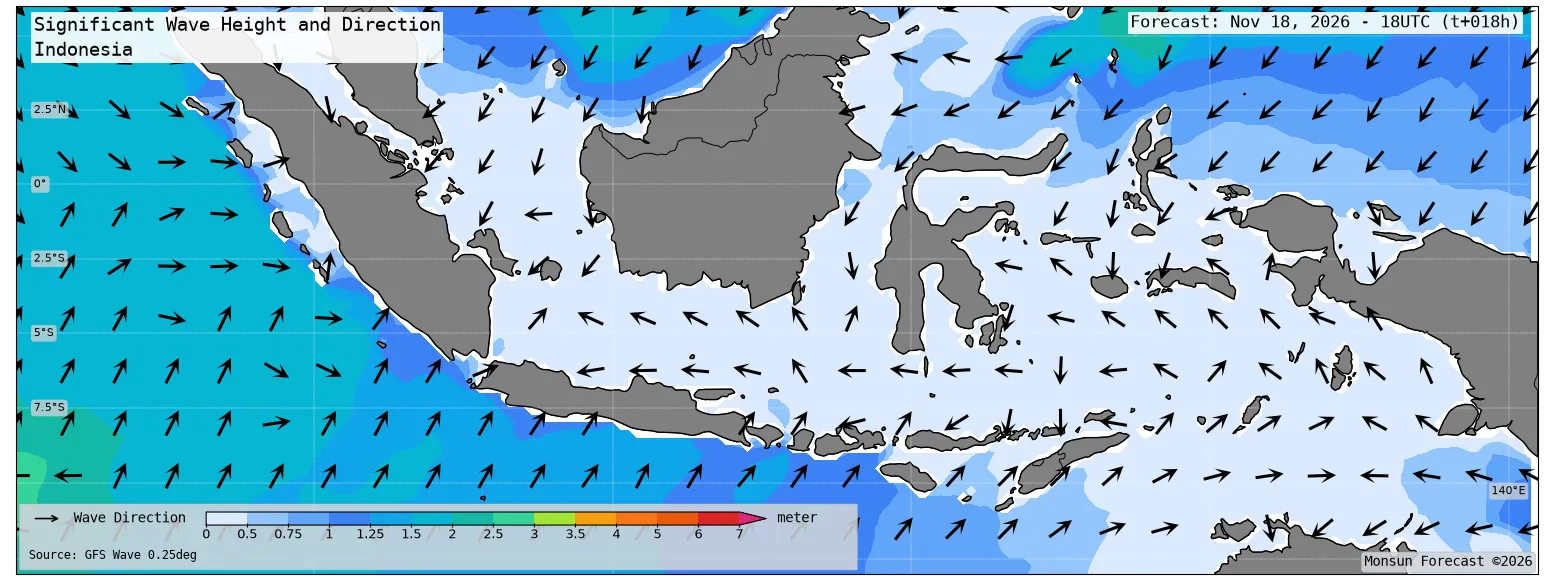 Significant Wave Height and Direction
Indonesia
Forecast: Nov 18, 2026 - 18UTC (t+018h)
2.5°N
0°
2.5°S
5°S
7.5°S
140°E
Wave Direction
meter
0 0.5 0.75 1 1.25 1.5 2 2.5 3 3.5 4 5 6 7
Source: GFS Wave 0.25deg
Monsun Forecast ©2026